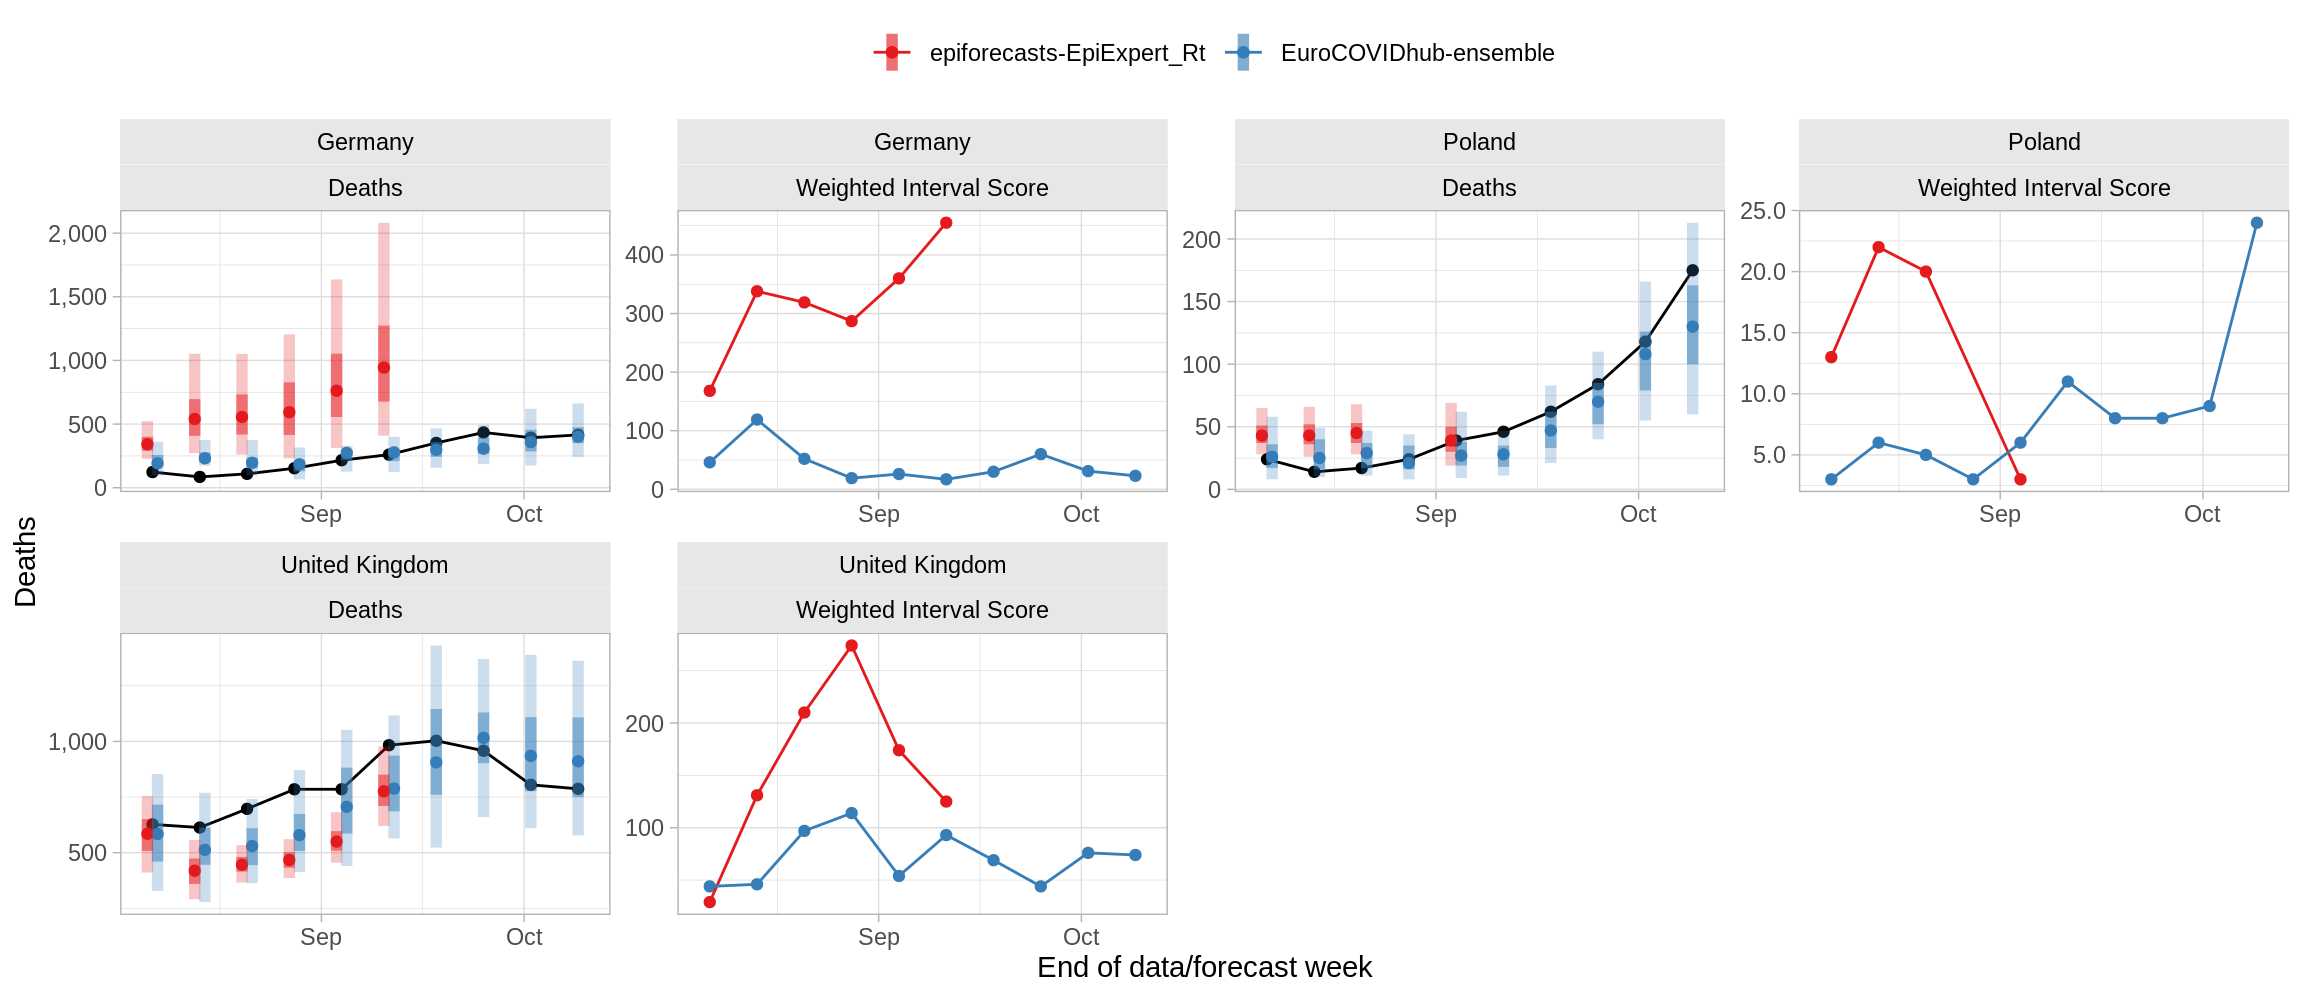 epiforecasts-EpiExpert_Rt EuroCOVIDhub-ensemble
Germany
Deaths
2,000
1,500
1,000
500
0
Sep Oct
Germany
Weighted Interval Score
400
300
200
100
0
Sep Oct
Poland
Deaths
200
150
100
50
0
Sep Oct
Poland
Weighted Interval Score
25.0
20.0
15.0
10.0
5.0
Sep Oct
Deaths
United Kingdom
Deaths
1,000
500
Sep Oct
United Kingdom
Weighted Interval Score
200
100
Sep Oct
End of data/forecast week